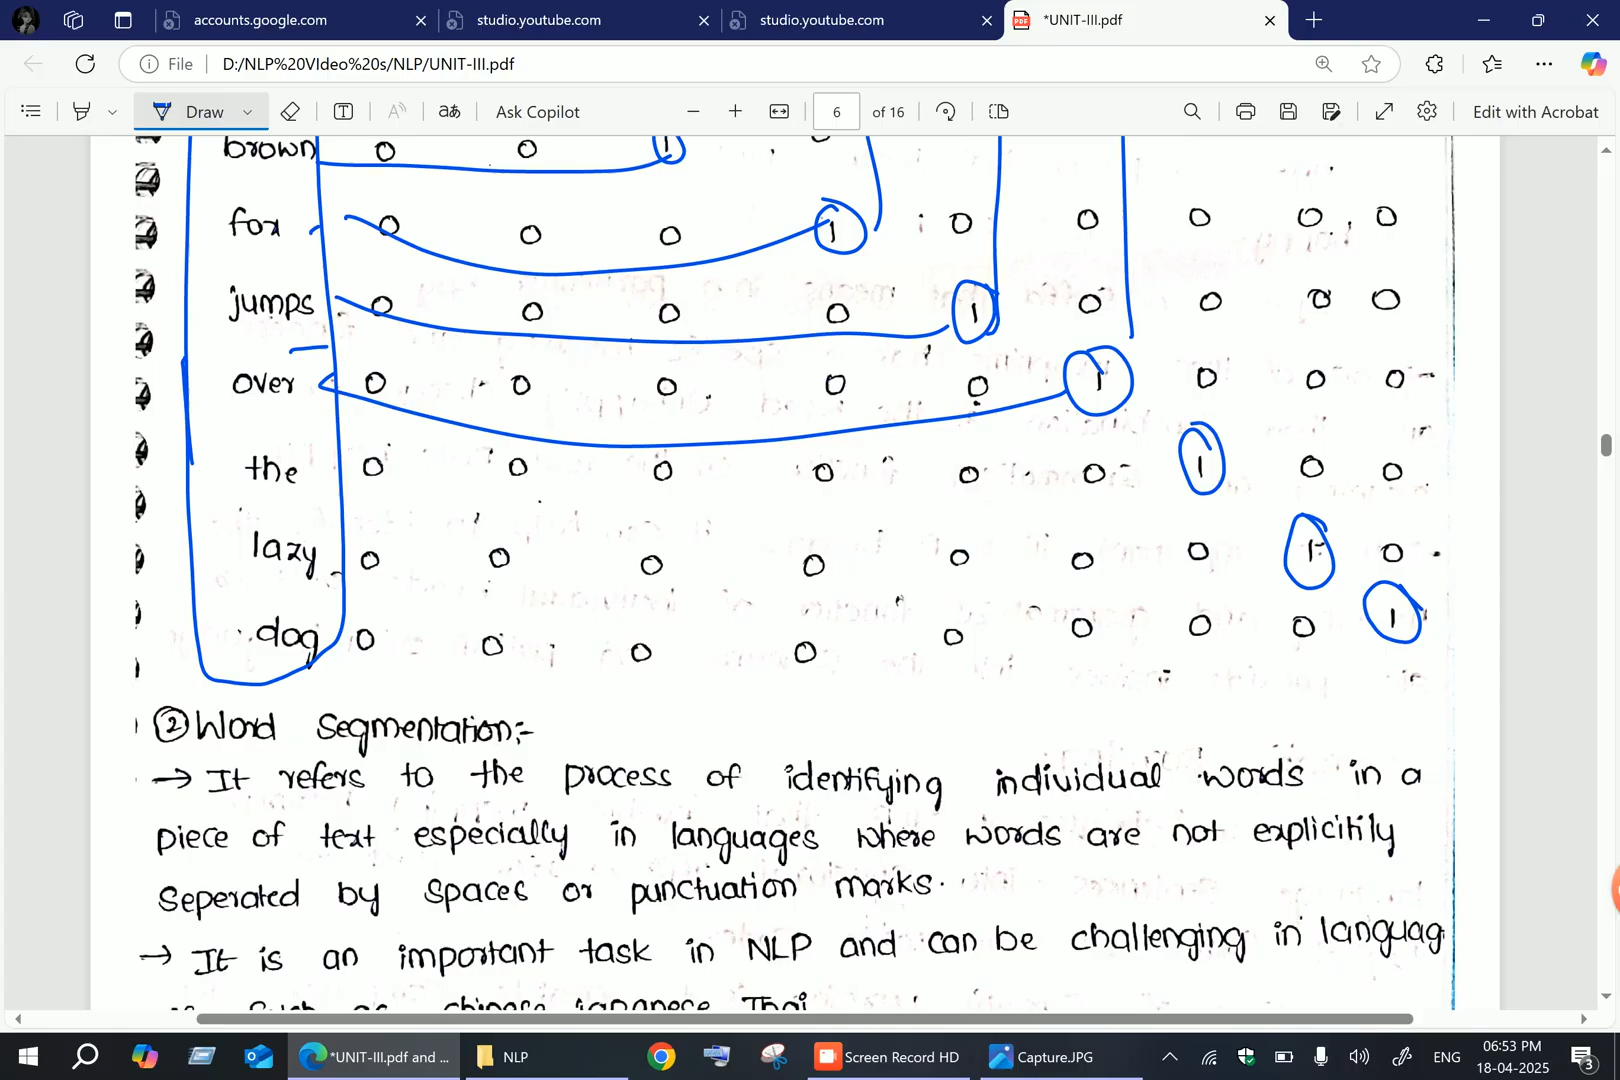 accounts.google.com
studio.youtube.com
studio.youtube.com
*UNIT-III.pdf
File D:/NLP%20VIdeo%20s/NLP/UNIT-III.pdf
Draw
Ask Copilot
6 of 16
Edit with Acrobat
brown 0 0 1
fox 0 0 0 1 0 0 0 0 0
jumps 0 0 0 0 1 0 0 0 0
over 0 0 0 0 0 1 0 0 0
the 0 0 0 0 0 0 1 0 0
lazy 0 0 0 0 0 0 0 1 0
dog 0 0 0 0 0 0 0 0 1
② Word Segmentation:-
→ It refers to the process of identifying individual words in a
piece of text especially in languages where words are not explicitily
seperated by spaces or punctuation marks.
→ It is an important task in NLP and can be challenging in languag
such as chinese japanese Thai
*UNIT-III.pdf and ...
NLP
Screen Record HD
Capture.JPG
ENG
06:53 PM
18-04-2025
3